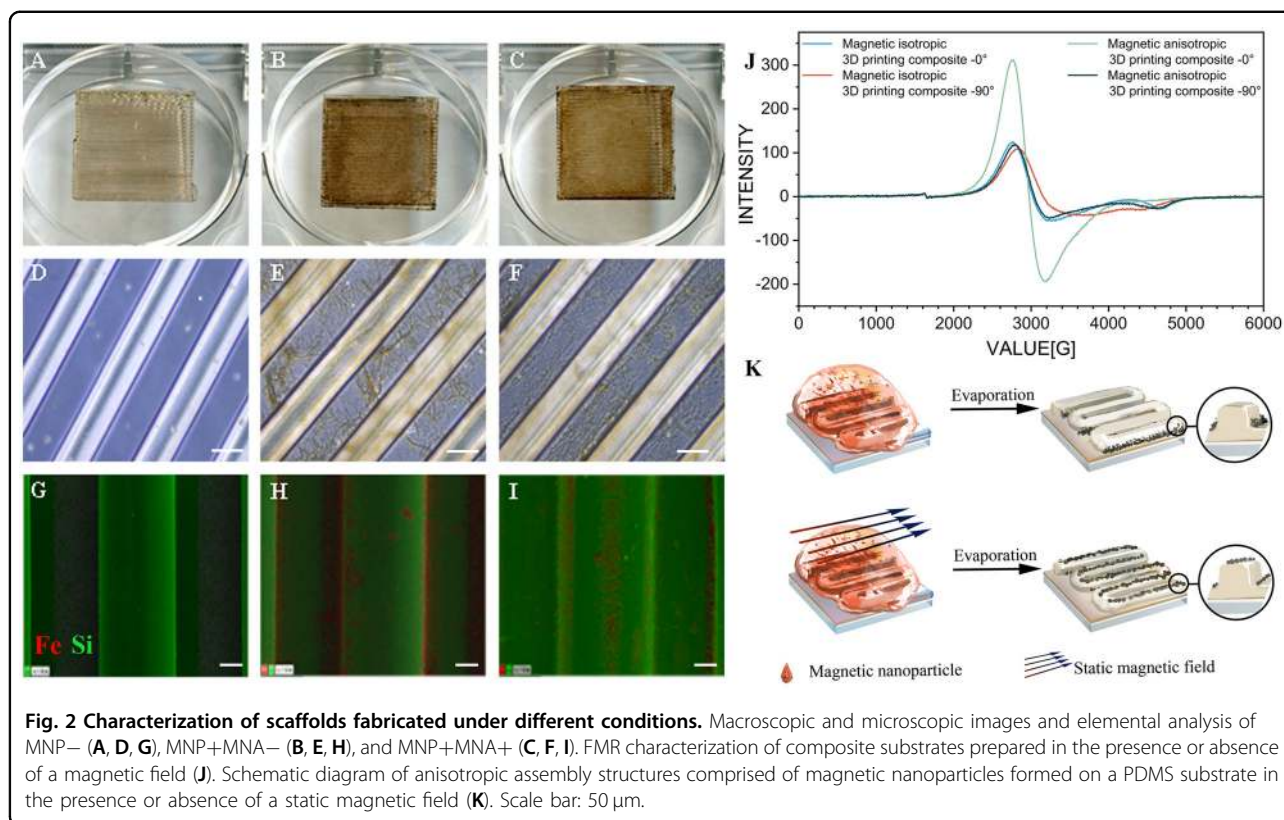 A
B
C
D
E
F
G
H
I
Fe Si
J
Magnetic isotropic
3D printing composite -0°
Magnetic isotropic
3D printing composite -90°
Magnetic anisotropic
3D printing composite -0°
Magnetic anisotropic
3D printing composite -90°
INTENSITY
300
200
100
0
-100
-200
0 1000 2000 3000 4000 5000 6000
VALUE[G]
K
Evaporation
Evaporation
Magnetic nanoparticle
Static magnetic field
Fig. 2 Characterization of scaffolds fabricated under different conditions. Macroscopic and microscopic images and elemental analysis of
MNP− (A, D, G), MNP+MNA− (B, E, H), and MNP+MNA+ (C, F, I). FMR characterization of composite substrates prepared in the presence or absence
of a magnetic field (J). Schematic diagram of anisotropic assembly structures comprised of magnetic nanoparticles formed on a PDMS substrate in
the presence or absence of a static magnetic field (K). Scale bar: 50 μm.